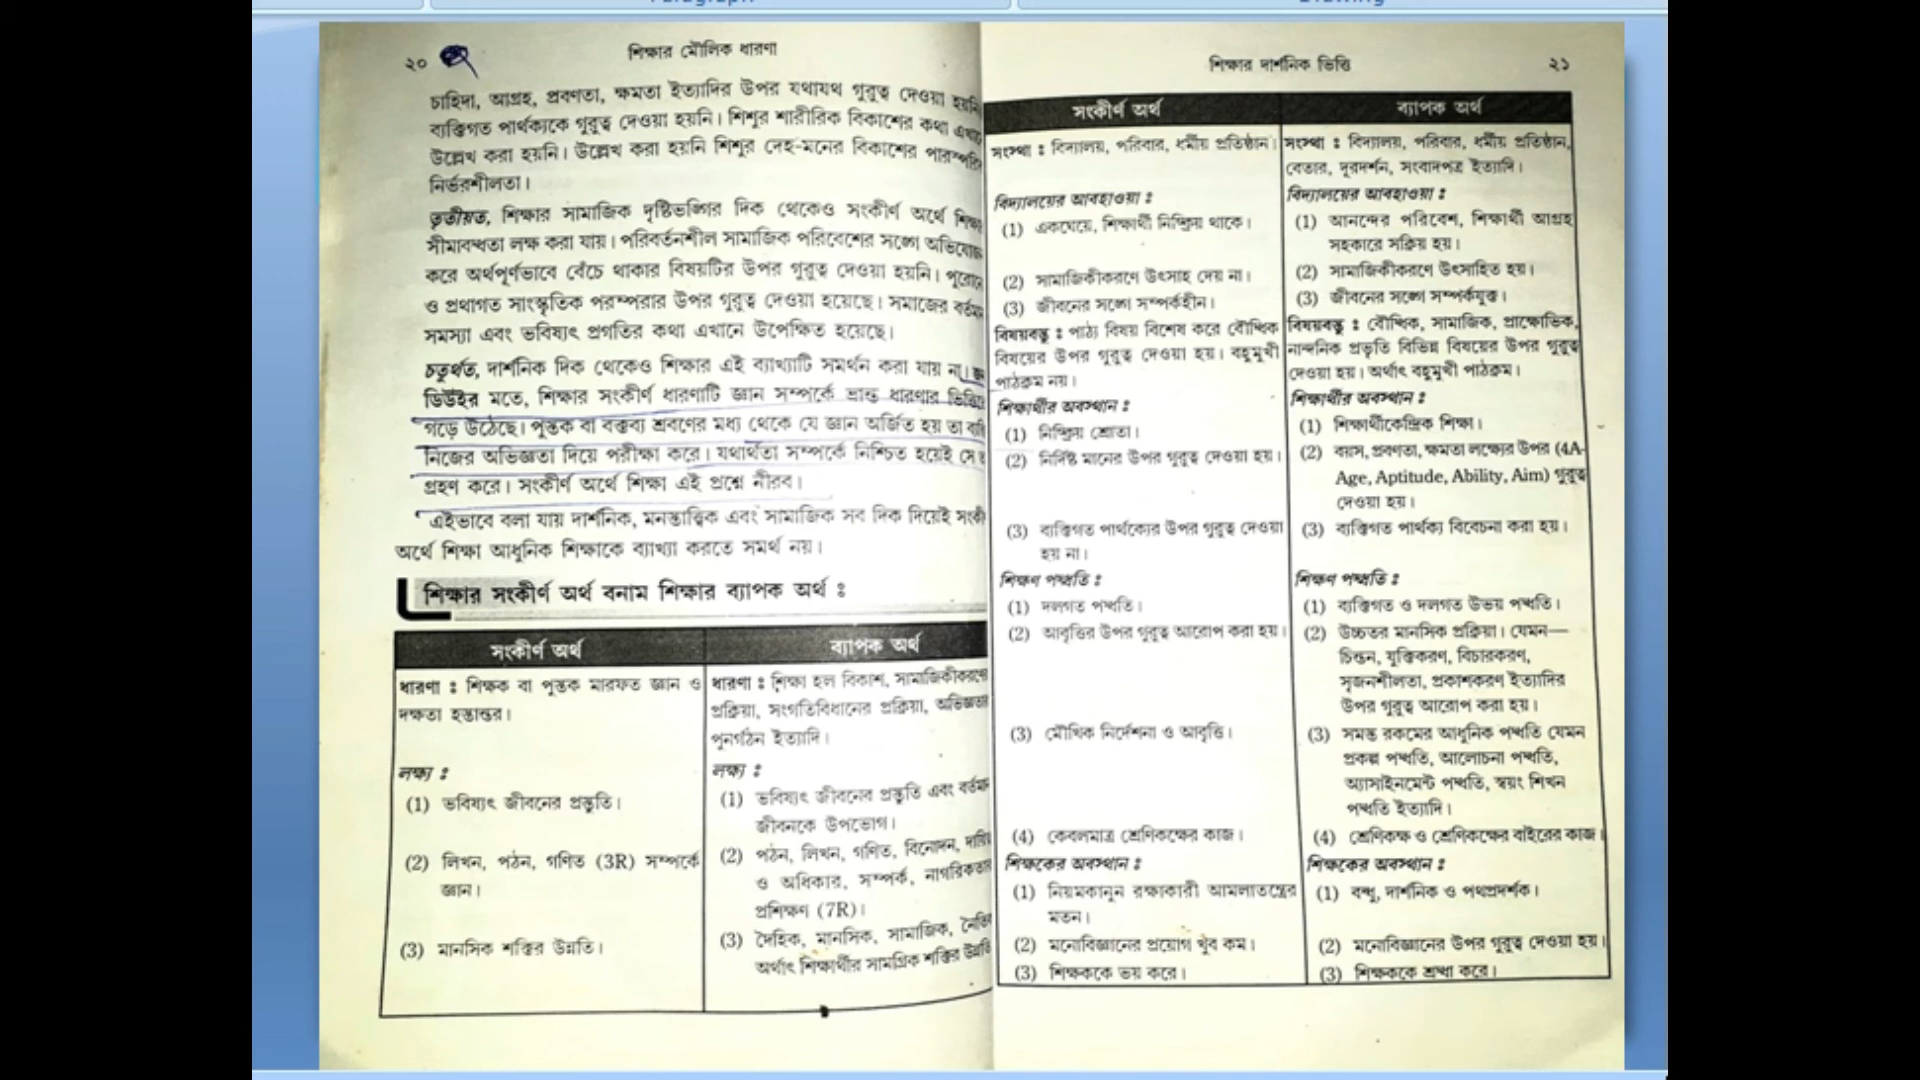 ২০
শিক্ষার মৌলিক ধারণা
চাহিদা, আগ্রহ, প্রবণতা, ক্ষমতা ইত্যাদির উপর যথাযথ গুরুত্ব দেওয়া হয়নি
ব্যক্তিগত পার্থক্যকে গুরুত্ব দেওয়া হয়নি। শিশুর শারীরিক বিকাশের কথা
উল্লেখ করা হয়নি। উল্লেখ করা হয়নি শিশুর দেহ-মনের বিকাশের
নির্ভরশীলতা।
তৃতীয়ত, শিক্ষার সামাজিক দৃষ্টিভঙ্গির দিক থেকেও সংকীর্ণ অর্থে
সীমাবদ্ধতা লক্ষ করা যায়। পরিবর্তনশীল সামাজিক পরিবেশের সঙ্গে
করে অর্থপূর্ণভাবে বেঁচে থাকার বিষয়টির উপর গুরুত্ব দেওয়া হয়নি।
ও প্রথাগত সাংস্কৃতিক পরম্পরার উপর গুরুত্ব দেওয়া হয়েছে। সমাজের
সমস্যা এবং ভবিষ্যৎ প্রগতির কথা এখানে উপেক্ষিত হয়েছে।
চতুর্থত, দার্শনিক দিক থেকেও শিক্ষার এই ব্যাখ্যাটি সমর্থন করা যায় না।
ডিউইর মতে, শিক্ষার সংকীর্ণ ধারণাটি জ্ঞান সম্পর্কে ভ্রান্ত ধারণার
গড়ে উঠেছে। পুস্তক বা বক্তব্য শ্রবণের মধ্য থেকে যে জ্ঞান অর্জিত হয় তা
নিজের অভিজ্ঞতা দিয়ে পরীক্ষা করে। যথার্থতা সম্পর্কে নিশ্চিত হয়েই সে
গ্রহণ করে। সংকীর্ণ অর্থে শিক্ষা এই প্রশ্নে নীরব।
এইভাবে বলা যায় দার্শনিক, মনস্তাত্ত্বিক এবং সামাজিক সব দিক দিয়েই
অর্থে শিক্ষা আধুনিক শিক্ষাকে ব্যাখ্যা করতে সমর্থ নয়।
শিক্ষার সংকীর্ণ অর্থ বনাম শিক্ষার ব্যাপক অর্থ ঃ
সংকীর্ণ অর্থ
ধারণা ঃ শিক্ষক বা পুস্তক মারফত জ্ঞান ও
দক্ষতা হস্তান্তর।
লক্ষ্য ঃ
(1) ভবিষ্যৎ জীবনের প্রস্তুতি।
(2) লিখন, পঠন, গণিত (3R) সম্পর্কে
জ্ঞান।
(3) মানসিক শক্তির উন্নতি।
ব্যাপক অর্থ
ধারণা ঃ শিক্ষা হল বিকাশ, সামাজিকীকরণের
প্রক্রিয়া, সংগতিবিধানের প্রক্রিয়া, অভিজ্ঞতার
পুনর্গঠন ইত্যাদি।
লক্ষ্য ঃ
(1) ভবিষ্যৎ জীবনের প্রস্তুতি এবং
জীবনকে উপভোগ।
(2) পঠন, লিখন, গণিত, বিনোদন,
ও অধিকার, সম্পর্ক, নাগরিকতার
প্রশিক্ষণ (7R)।
(3) দৈহিক, মানসিক, সামাজিক,
অর্থাৎ শিক্ষার্থীর সামগ্রিক শক্তির
শিক্ষার দার্শনিক ভিত্তি
২১
সংকীর্ণ অর্থ
সংস্থা ঃ বিদ্যালয়, পরিবার, ধর্মীয় প্রতিষ্ঠান।
বিদ্যালয়ের আবহাওয়া ঃ
(1) একঘেয়ে, শিক্ষার্থী নিষ্ক্রিয় থাকে।
(2) সামাজিকীকরণে উৎসাহ দেয় না।
(3) জীবনের সঙ্গে সম্পর্কহীন।
বিষয়বস্তু ঃ পাঠ্য বিষয় বিশেষ করে বৌদ্ধিক
বিষয়ের উপর গুরুত্ব দেওয়া হয়। বহুমুখী
পাঠক্রম নয়।
শিক্ষার্থীর অবস্থান ঃ
(1) নিষ্ক্রিয় শ্রোতা।
(2) নির্দিষ্ট মানের উপর গুরুত্ব দেওয়া হয়।
(3) ব্যক্তিগত পার্থক্যের উপর গুরুত্ব দেওয়া
হয় না।
শিক্ষণ পদ্ধতি ঃ
(1) দলগত পদ্ধতি।
(2) আবৃত্তির উপর গুরুত্ব আরোপ করা হয়।
(3) মৌখিক নির্দেশনা ও আবৃত্তি।
(4) কেবলমাত্র শ্রেণিকক্ষের কাজ।
শিক্ষকের অবস্থান ঃ
(1) নিয়মকানুন রক্ষাকারী আমলাতন্ত্রের
মতন।
(2) মনোবিজ্ঞানের প্রয়োগ খুব কম।
(3) শিক্ষককে ভয় করে।
ব্যাপক অর্থ
সংস্থা ঃ বিদ্যালয়, পরিবার, ধর্মীয় প্রতিষ্ঠান,
বেতার, দূরদর্শন, সংবাদপত্র ইত্যাদি।
বিদ্যালয়ের আবহাওয়া ঃ
(1) আনন্দের পরিবেশ, শিক্ষার্থী আগ্রহ
সহকারে সক্রিয় হয়।
(2) সামাজিকীকরণে উৎসাহিত হয়।
(3) জীবনের সঙ্গে সম্পর্কযুক্ত।
বিষয়বস্তু ঃ বৌদ্ধিক, সামাজিক, প্রাক্ষোভিক,
নান্দনিক প্রভৃতি বিভিন্ন বিষয়ের উপর গুরুত্ব
দেওয়া হয়। অর্থাৎ বহুমুখী পাঠক্রম।
শিক্ষার্থীর অবস্থান ঃ
(1) শিক্ষার্থীকেন্দ্রিক শিক্ষা।
(2) বয়স, প্রবণতা, ক্ষমতা লক্ষ্যের উপর (4A-
Age, Aptitude, Ability, Aim) গুরুত্ব
দেওয়া হয়।
(3) ব্যক্তিগত পার্থক্য বিবেচনা করা হয়।
শিক্ষণ পদ্ধতি ঃ
(1) ব্যক্তিগত ও দলগত উভয় পদ্ধতি।
(2) উচ্চতর মানসিক প্রক্রিয়া। যেমন—
চিন্তন, যুক্তিকরণ, বিচারকরণ,
সৃজনশীলতা, প্রকাশকরণ ইত্যাদির
উপর গুরুত্ব আরোপ করা হয়।
(3) সমস্ত রকমের আধুনিক পদ্ধতি যেমন
প্রকল্প পদ্ধতি, আলোচনা পদ্ধতি,
অ্যাসাইনমেন্ট পদ্ধতি, স্বয়ং শিখন
পদ্ধতি ইত্যাদি।
(4) শ্রেণিকক্ষ ও শ্রেণিকক্ষের বাইরের কাজ।
শিক্ষকের অবস্থান ঃ
(1) বন্ধু, দার্শনিক ও পথপ্রদর্শক।
(2) মনোবিজ্ঞানের উপর গুরুত্ব দেওয়া হয়।
(3) শিক্ষককে শ্রদ্ধা করে।